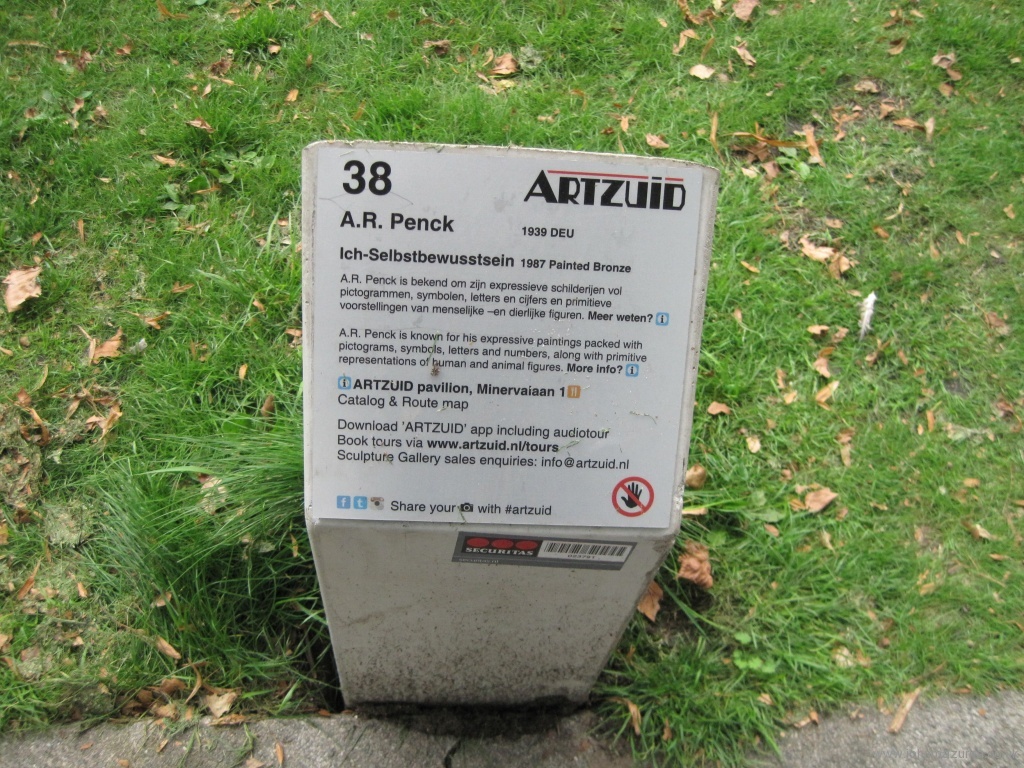 38 ARTZUID
A.R. Penck 1939 DEU
Ich-Selbstbewusstsein 1987 Painted Bronze
A.R. Penck is bekend om zijn expressieve schilderijen vol
pictogrammen, symbolen, letters en cijfers en primitieve
voorstellingen van menselijke –en dierlijke figuren. Meer weten? i
A.R. Penck is known for his expressive paintings packed with
pictograms, symbols, letters and numbers, along with primitive
representations of human and animal figures. More info? i
i ARTZUID pavilion, Minervalaan 1
Catalog & Route map
Download 'ARTZUID' app including audiotour
Book tours via www.artzuid.nl/tours
Sculpture Gallery sales enquiries: info@artzuid.nl
f t Share your with #artzuid
SECURITAS